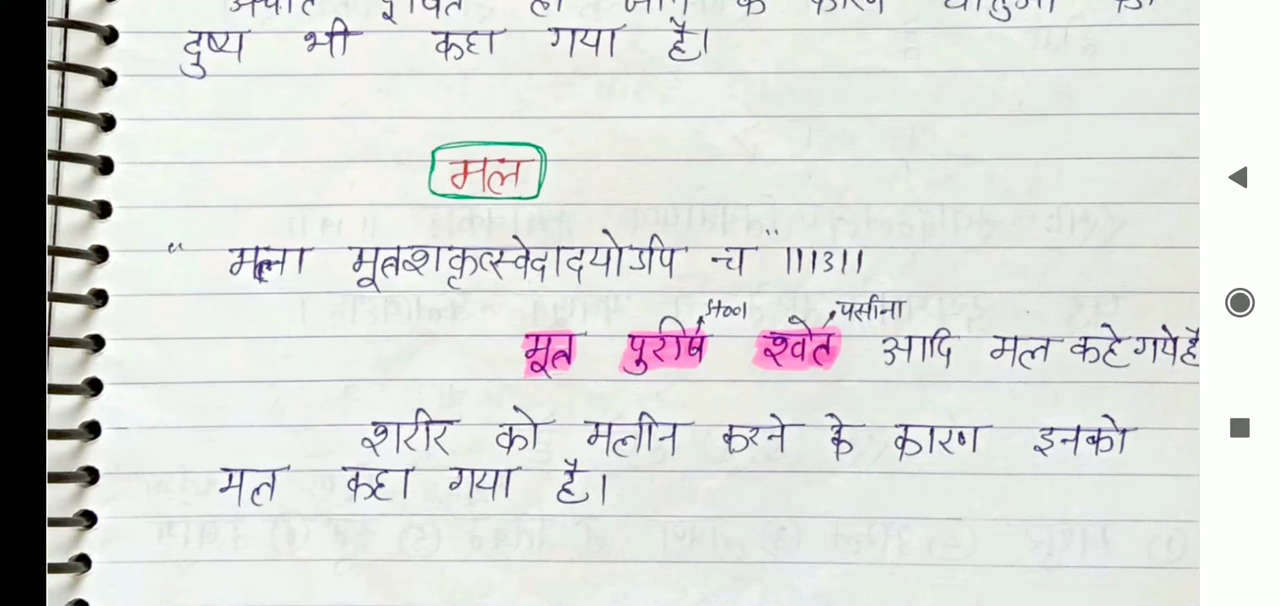 दुष्य भी कहा गया है।
मल
“ मला मूत्रशकृत्स्वेदादयोऽपि च ” ।।13।।
stool पसीना
मूत्र पुरीष श्वेत आदि मल कहे गये है
शरीर को मलीन करने के कारण इनको
मल कहा गया है।